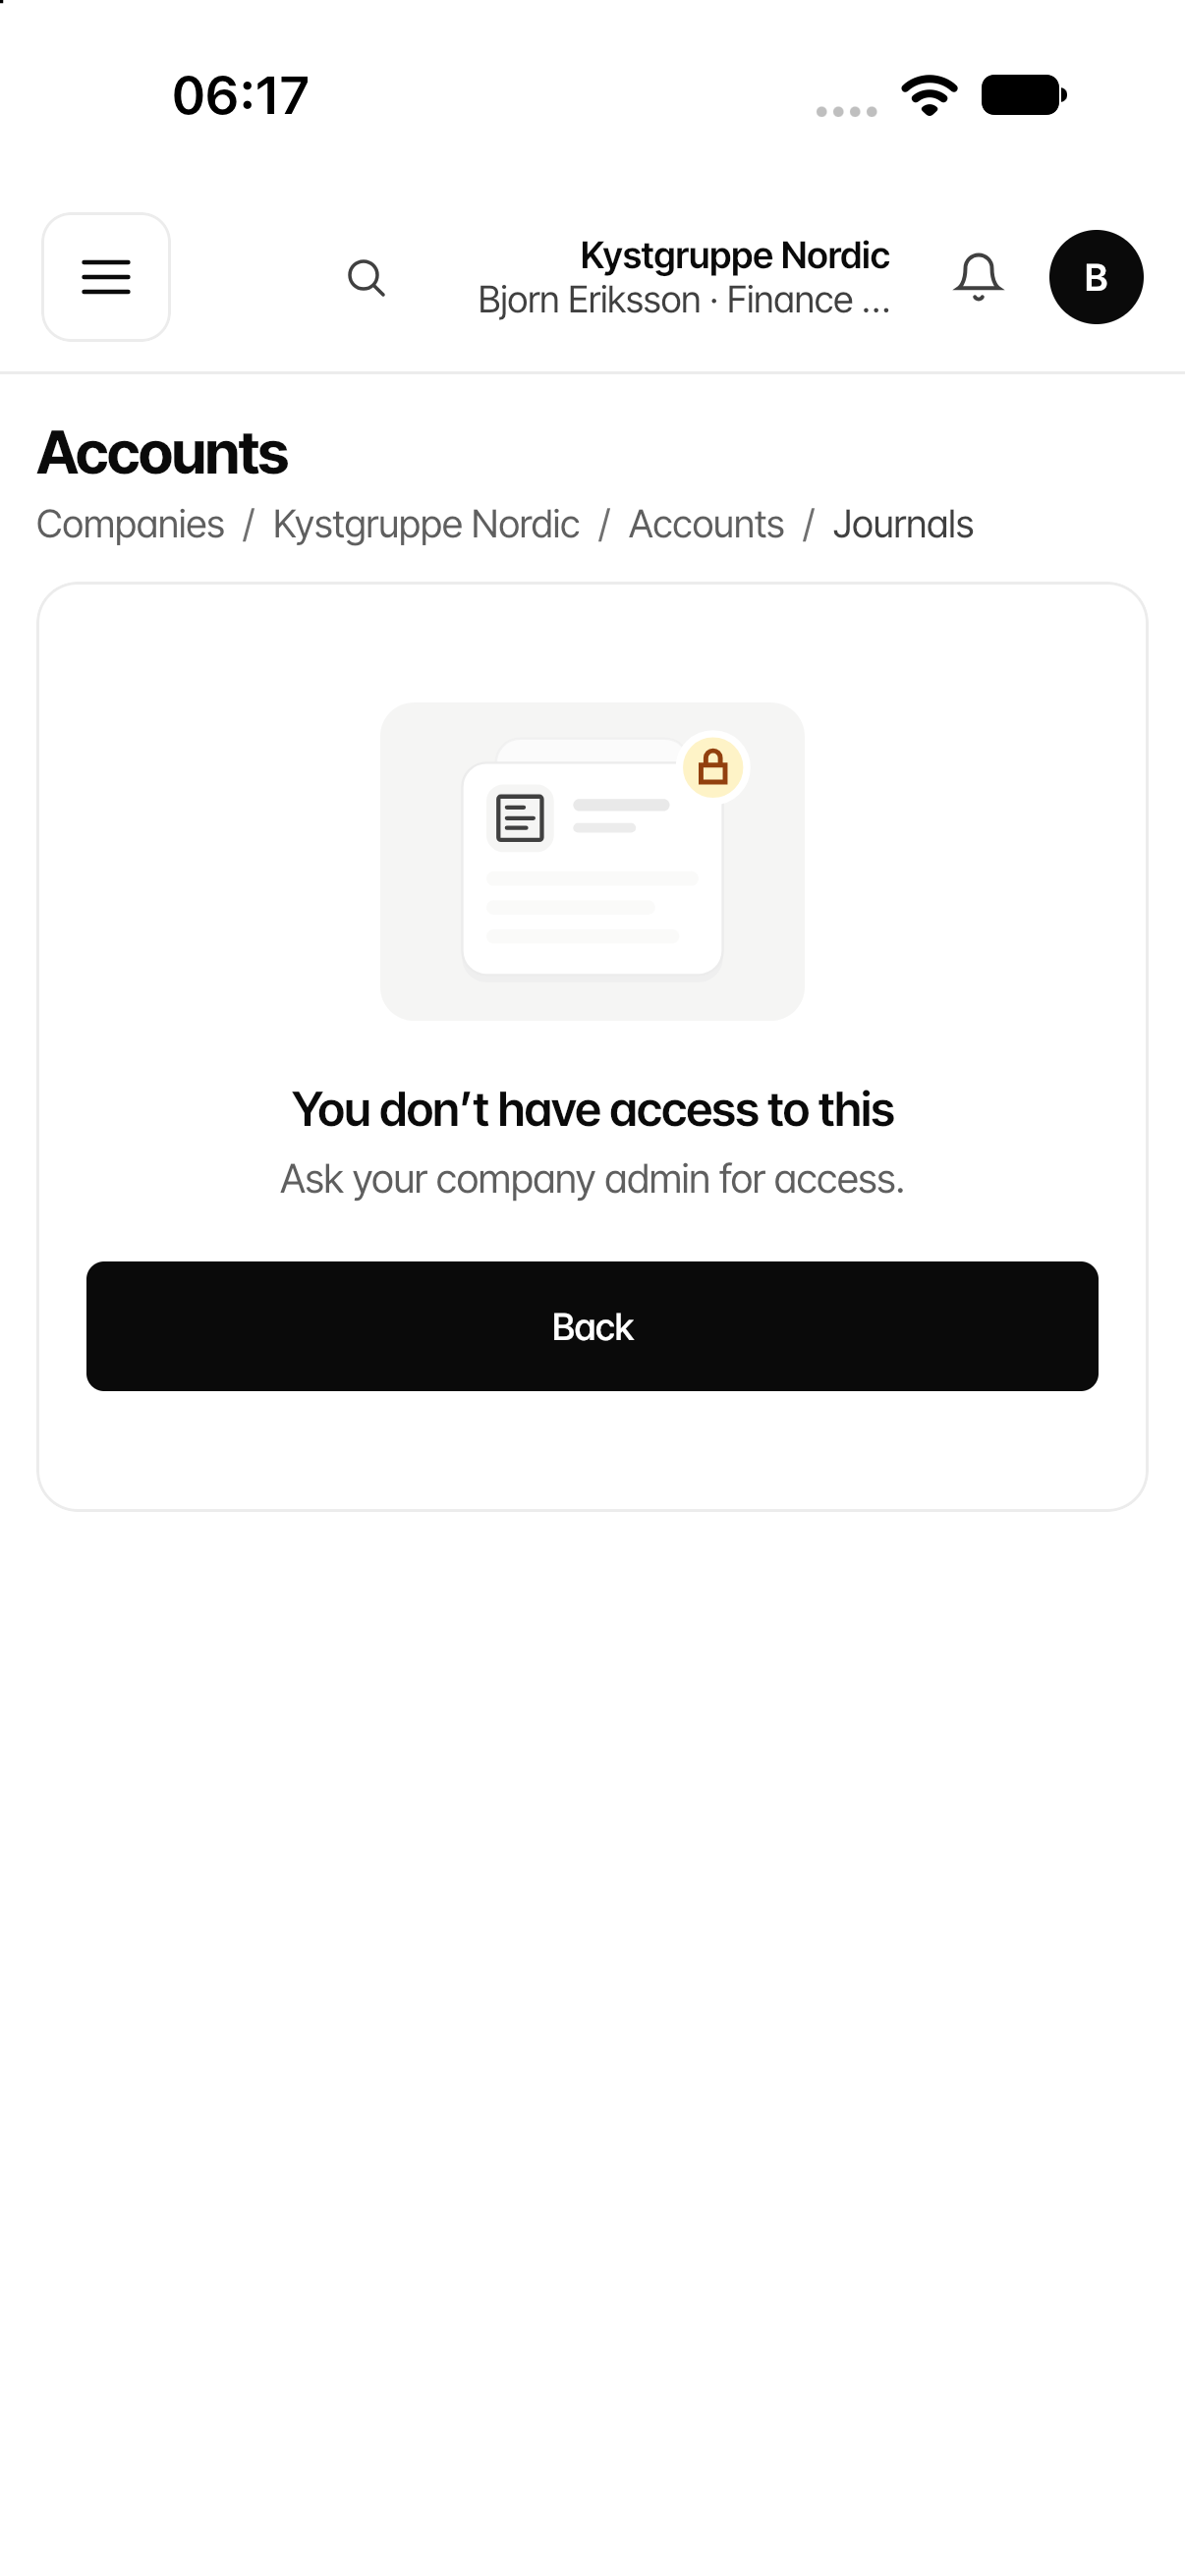 06:17
Kystgruppe Nordic
Bjorn Eriksson · Finance ...
B
Accounts
Companies / Kystgruppe Nordic / Accounts / Journals
You don’t have access to this
Ask your company admin for access.
Back